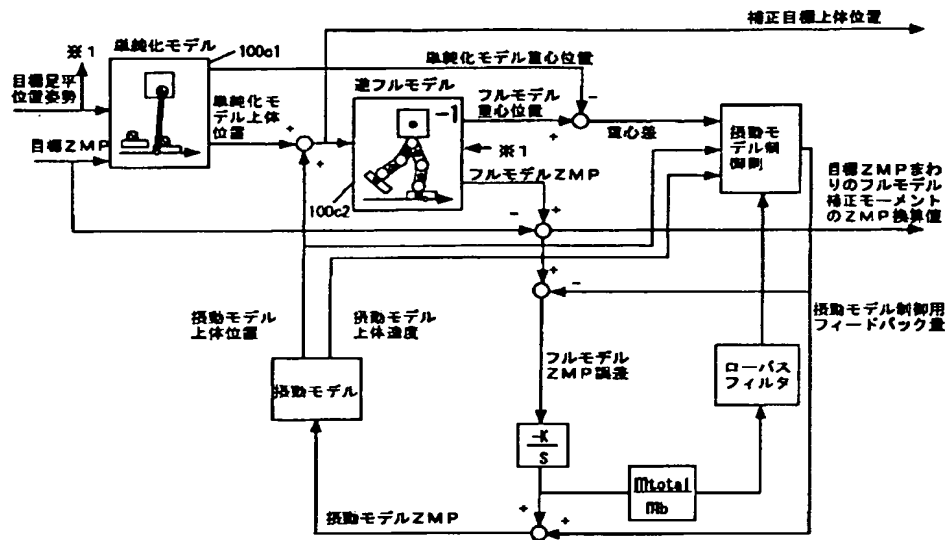 補正目標上体位置
※1
単純化モデル
100c1
目標足平
位置姿勢
単純化モデル重心位置
単純化モ
デル上体
位置
逆フルモデル
フルモデル
重心位置
-
-1
+
+
+
重心差
摂動モ
デル制
御則
目標ZMP
※1
フルモデルZMP
100c2
目標ZMPまわ
りのフルモデル
補正モーメント
のZMP換算値
-
+
+
-
摂動モデル
上体位置
摂動モデル
上体速度
摂動モデル制御用
フィードバック量
フルモデル
ZMP誤差
ローパス
フィルタ
摂動モデル
-K
S
mtotal
mb
+
+
摂動モデルZMP